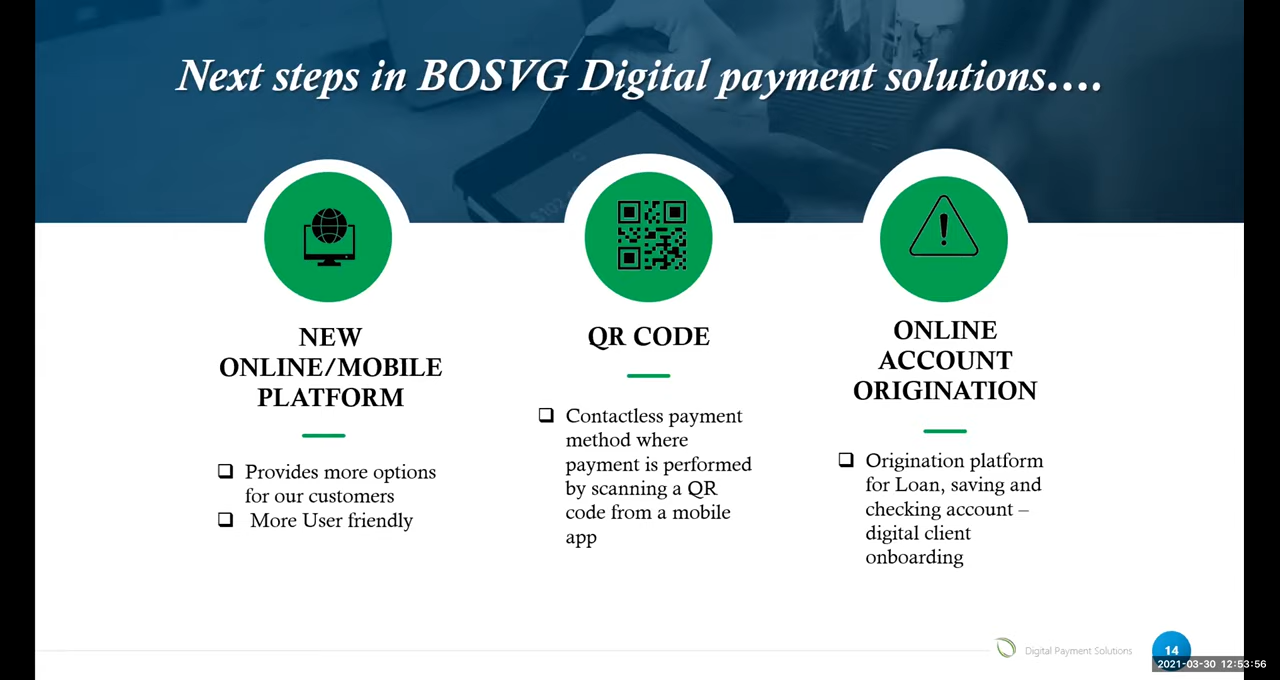 Next steps in BOSVG Digital payment solutions....
NEW
ONLINE/MOBILE
PLATFORM
❑ Provides more options
for our customers
❑ More User friendly
QR CODE
❑ Contactless payment
method where
payment is performed
by scanning a QR
code from a mobile
app
ONLINE
ACCOUNT
ORIGINATION
❑ Origination platform
for Loan, saving and
checking account –
digital client
onboarding
Digital Payment Solutions
14
2021-03-30 12:53:56